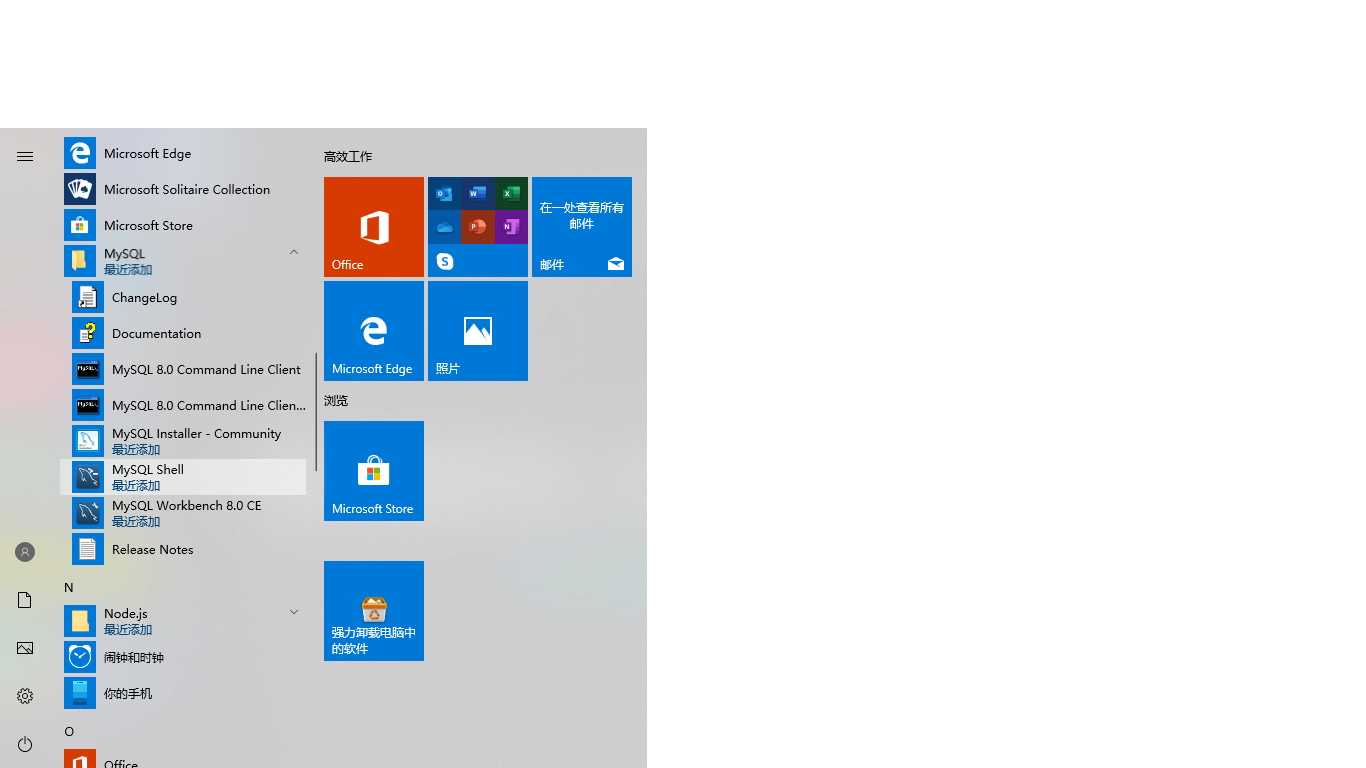 Microsoft Edge
Microsoft Solitaire Collection
Microsoft Store
MySQL
最近添加
ChangeLog
Documentation
MySQL 8.0 Command Line Client
MySQL 8.0 Command Line Clien...
MySQL Installer - Community
最近添加
MySQL Shell
最近添加
MySQL Workbench 8.0 CE
最近添加
Release Notes
N
Node.js
最近添加
闹钟和时钟
你的手机
O
Office
高效工作
Office
在一处查看所有
邮件
邮件
Microsoft Edge
照片
浏览
Microsoft Store
强力卸载电脑中
的软件